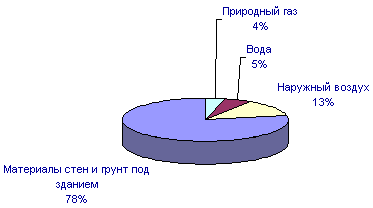 Природный газ
4%
Вода
5%
Наружный воздух
13%
Материалы стен и грунт под
зданием
78%